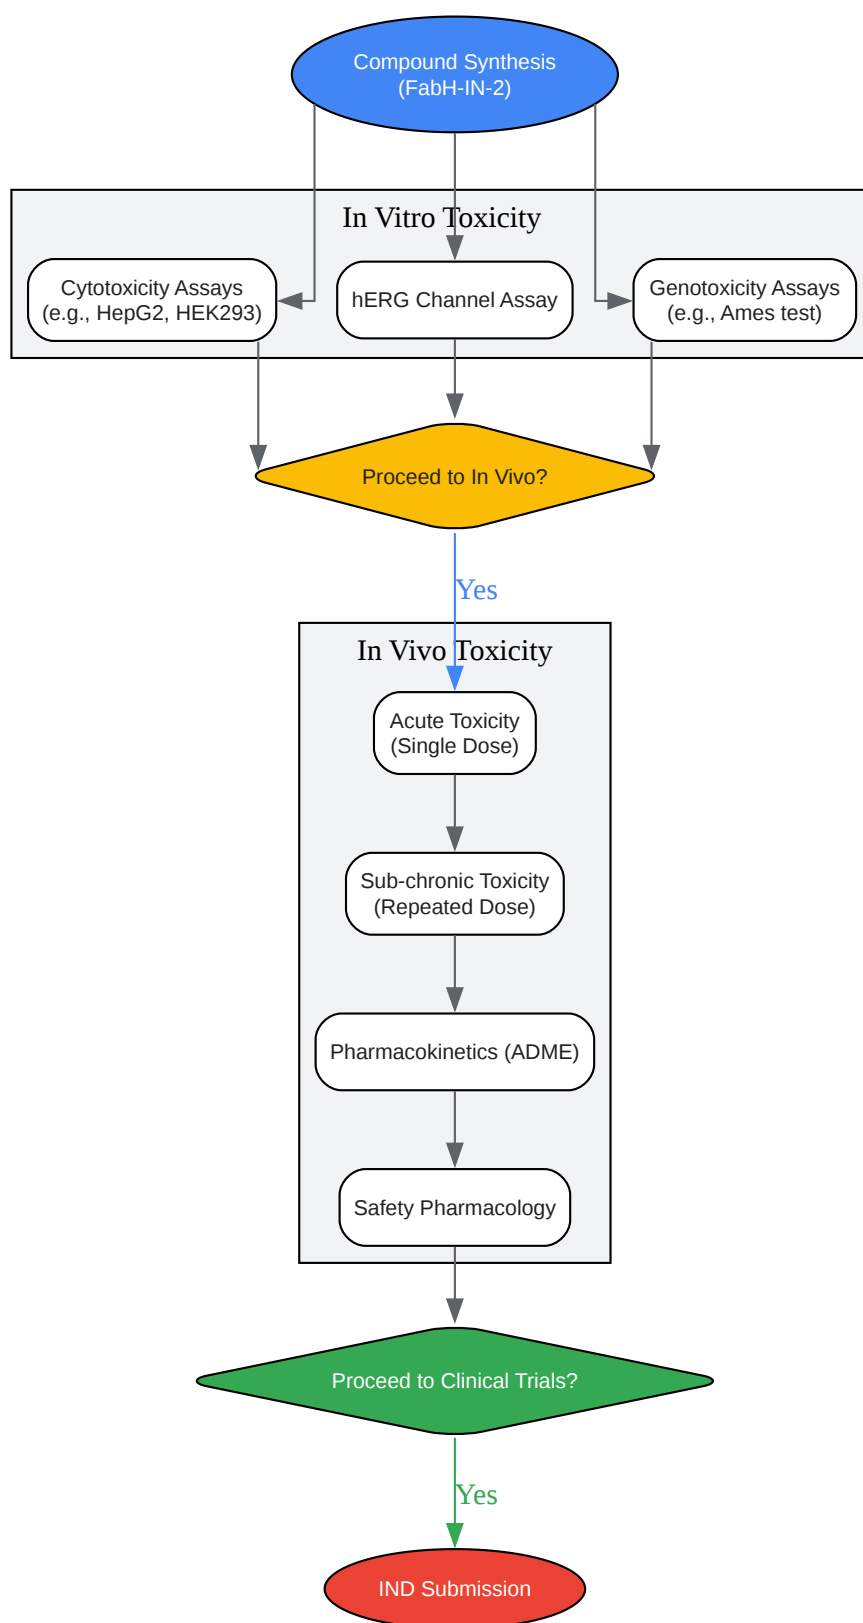 Compound Synthesis
(FabH-IN-2)
In Vitro Toxicity
Cytotoxicity Assays
(e.g., HepG2, HEK293)
hERG Channel Assay
Genotoxicity Assays
(e.g., Ames test)
Proceed to In Vivo?
Yes
In Vivo Toxicity
Acute Toxicity
(Single Dose)
Sub-chronic Toxicity
(Repeated Dose)
Pharmacokinetics (ADME)
Safety Pharmacology
Proceed to Clinical Trials?
Yes
IND Submission